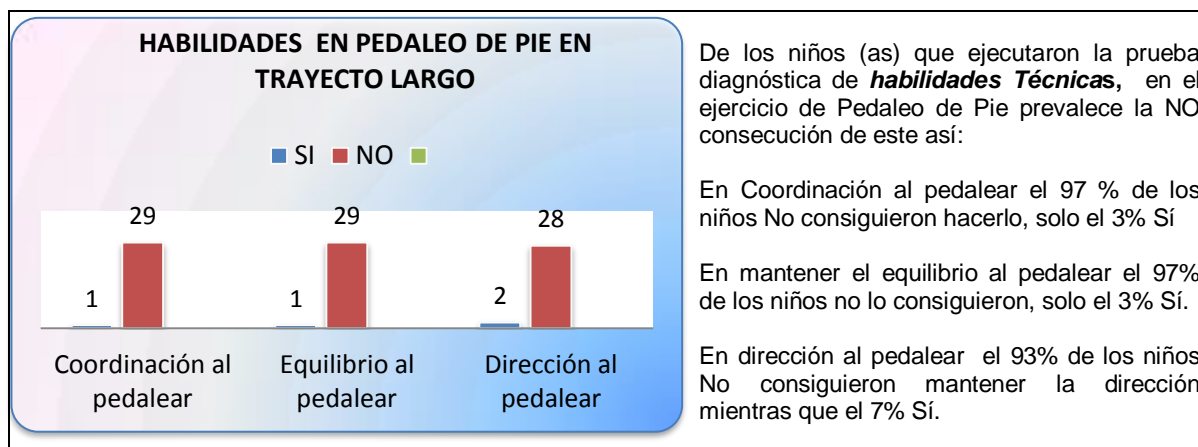 HABILIDADES EN PEDALEO DE PIE EN
TRAYECTO LARGO
SI NO
29 29 28
1 1 2
Coordinación al Equilibrio al Dirección al
pedalear pedalear pedalear
De los niños (as) que ejecutaron la prueba
diagnóstica de habilidades Técnicas, en el
ejercicio de Pedaleo de Pie prevalece la NO
consecución de este así:
En Coordinación al pedalear el 97 % de los
niños No consiguieron hacerlo, solo el 3% Sí
En mantener el equilibrio al pedalear el 97%
de los niños no lo consiguieron, solo el 3% Sí.
En dirección al pedalear el 93% de los niños
No consiguieron mantener la dirección
mientras que el 7% Sí.